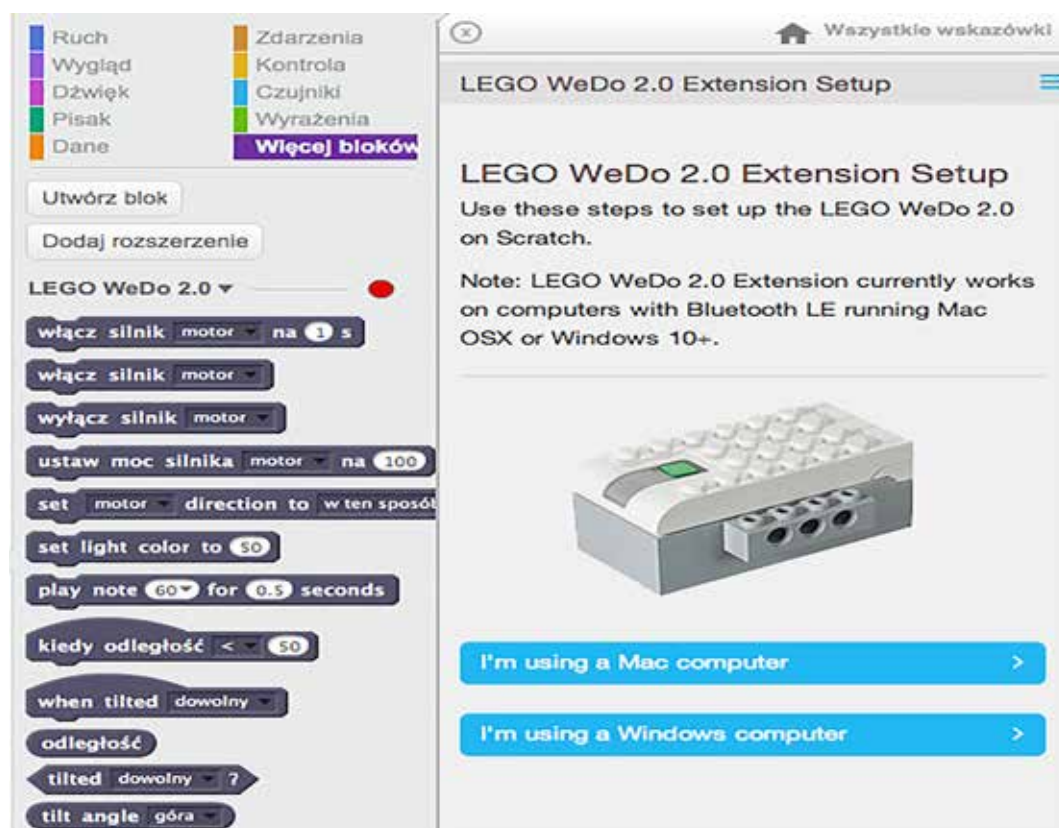 Ruch Zdarzenia
Wygląd Kontrola
Dźwięk Czujniki
Pisak Wyrażenia
Dane Więcej bloków
Utwórz blok
Dodaj rozszerzenie
LEGO WeDo 2.0
włącz silnik motor na 1 s
włącz silnik motor
wyłącz silnik motor
ustaw moc silnika motor na 100
set motor direction to w ten sposób
set light color to 50
play note 60 for 0.5 seconds
kiedy odległość < 50
when tilted dowolny
odległość
tilted dowolny ?
tilt angle góra
Wszystkie wskazówki
LEGO WeDo 2.0 Extension Setup
LEGO WeDo 2.0 Extension Setup
Use these steps to set up the LEGO WeDo 2.0
on Scratch.
Note: LEGO WeDo 2.0 Extension currently works
on computers with Bluetooth LE running Mac
OSX or Windows 10+.
I'm using a Mac computer >
I'm using a Windows computer >